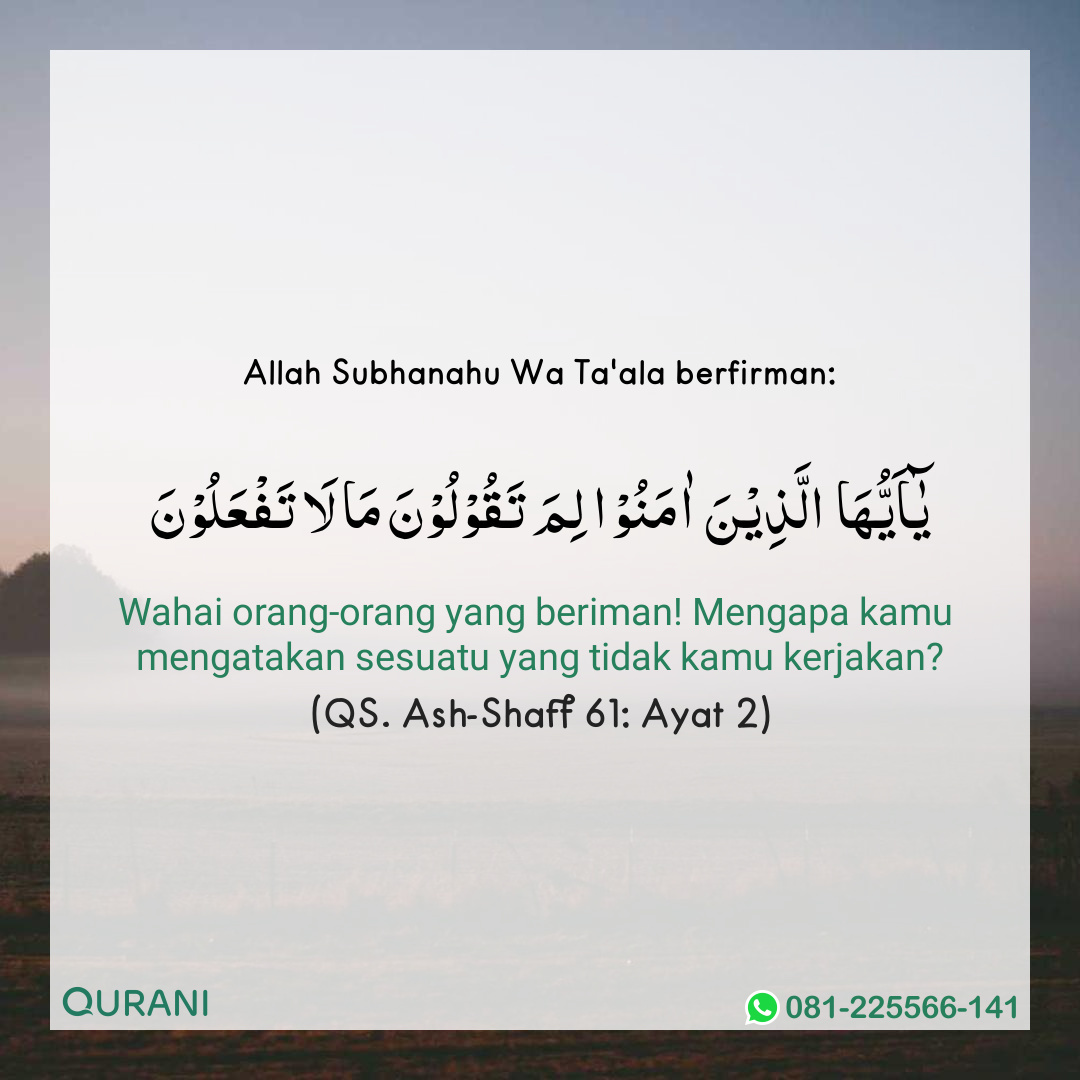 Allah Subhanahu Wa Ta'ala berfirman:
يٰۤاَيُّهَا الَّذِيْنَ اٰمَنُوْا لِمَ تَقُوْلُوْنَ مَا لَا تَفْعَلُوْنَ
Wahai orang-orang yang beriman! Mengapa kamu
mengatakan sesuatu yang tidak kamu kerjakan?
(QS. Ash-Shaff 61: Ayat 2)
QURANI
081-225566-141